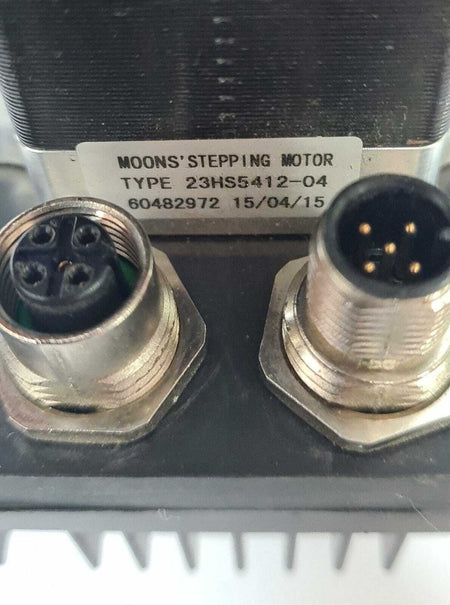 MOONS' STEPPING MOTOR
TYPE 23HS5412-04
60482972 15/04/15